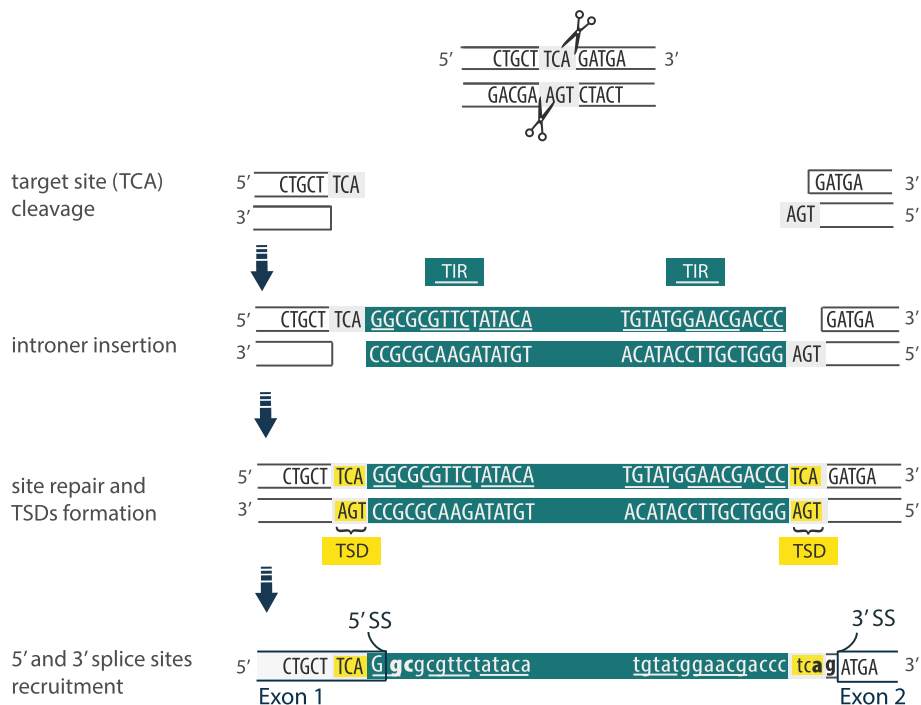 5′ CTGCT TCA GATGA 3′
GACGA AGT CTACT
target site (TCA)
cleavage
5′ CTGCT TCA GATGA 3′
3′ AGT 5′
TIR TIR
introner insertion
5′ CTGCT TCA GGCGCGTTCTATACA TGTATGGAACGACCC GATGA 3′
3′ CCGCGCAAGATATGT ACATACCTTGCTGGG AGT 5′
site repair and
TSDs formation
5′ CTGCT TCA GGCGCGTTCTATACA TGTATGGAACGACCC TCA GATGA 3′
3′ AGT CCGCGCAAGATATGT ACATACCTTGCTGGG AGT 5′
TSD TSD
5′ SS 3′ SS
5′ and 3′ splice sites
recruitment
5′ CTGCT TCA G gcgcgttctataca tgtatggaacgaccc tcag ATGA 3′
Exon 1 Exon 2